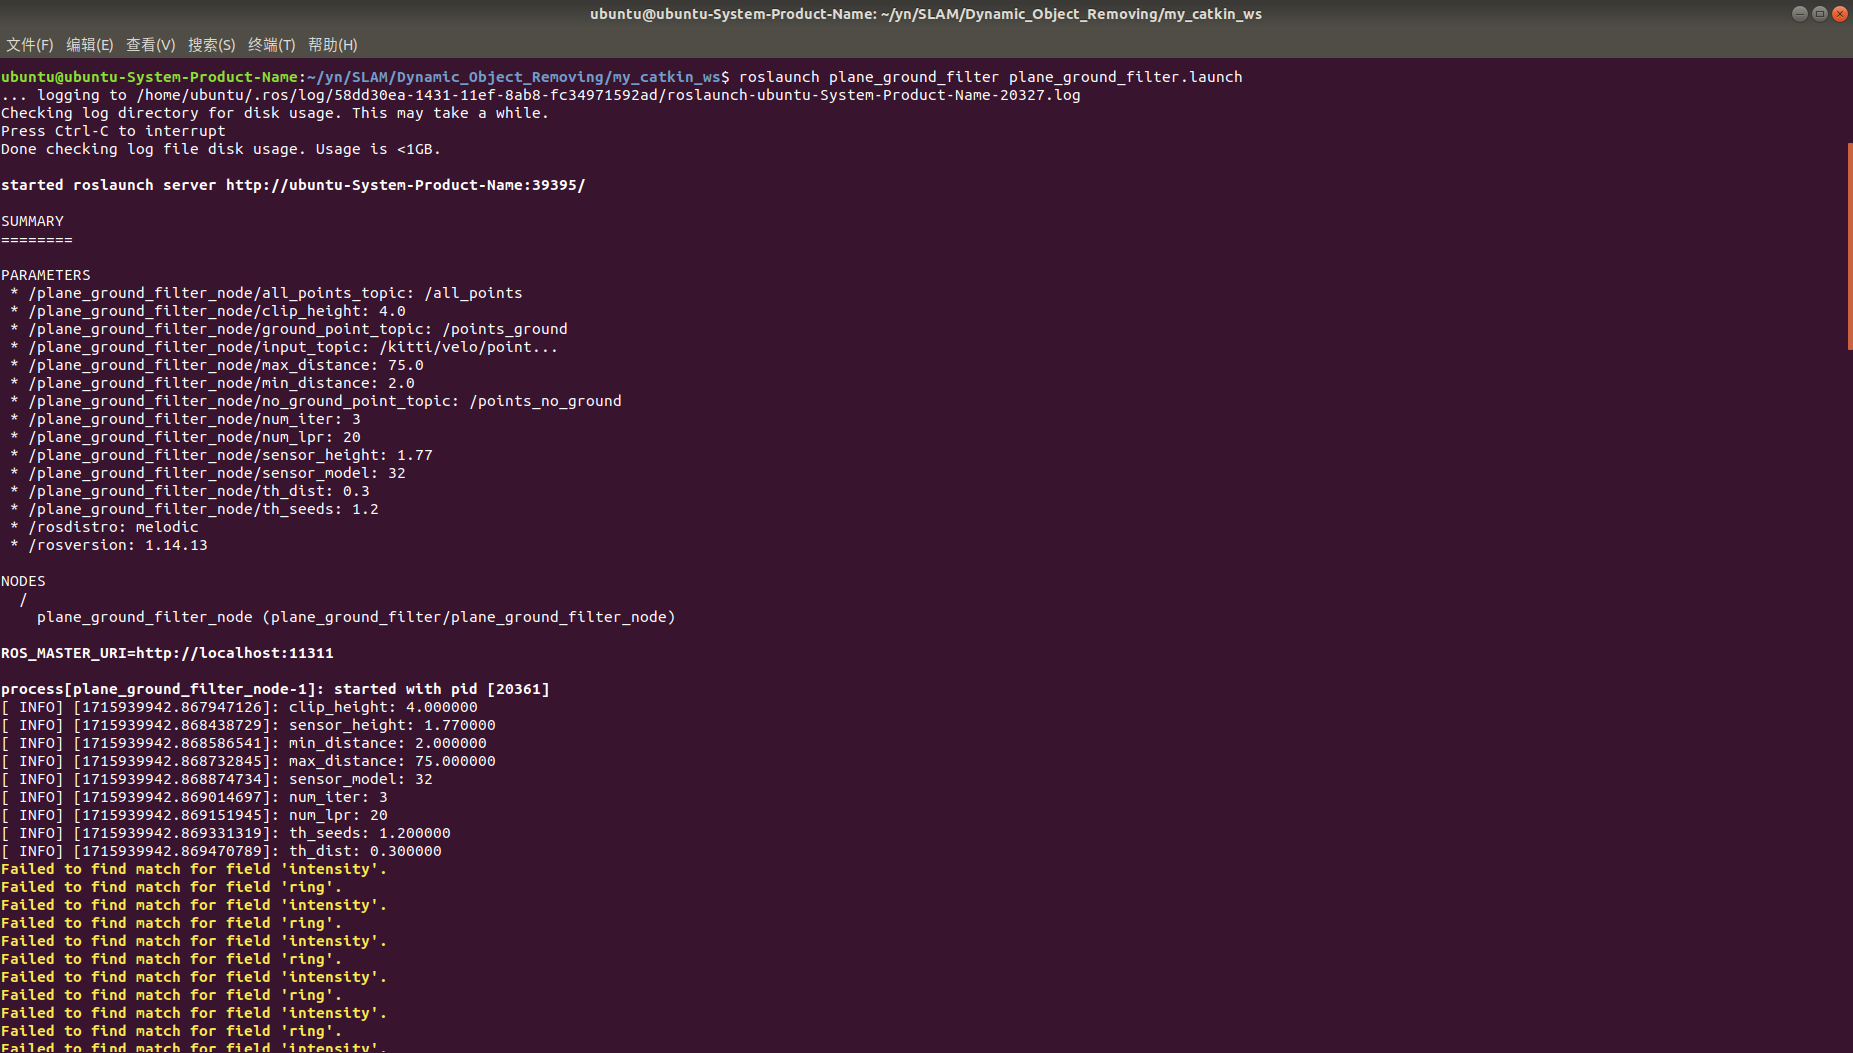 ubuntu@ubuntu-System-Product-Name: ~/yn/SLAM/Dynamic_Object_Removing/my_catkin_ws
文件(F) 编辑(E) 查看(V) 搜索(S) 终端(T) 帮助(H)
ubuntu@ubuntu-System-Product-Name:~/yn/SLAM/Dynamic_Object_Removing/my_catkin_ws$ roslaunch plane_ground_filter plane_ground_filter.launch
... logging to /home/ubuntu/.ros/log/58dd30ea-1431-11ef-8ab8-fc34971592ad/roslaunch-ubuntu-System-Product-Name-20327.log
Checking log directory for disk usage. This may take a while.
Press Ctrl-C to interrupt
Done checking log file disk usage. Usage is <1GB.
started roslaunch server http://ubuntu-System-Product-Name:39395/
SUMMARY
========
PARAMETERS
* /plane_ground_filter_node/all_points_topic: /all_points
* /plane_ground_filter_node/clip_height: 4.0
* /plane_ground_filter_node/ground_point_topic: /points_ground
* /plane_ground_filter_node/input_topic: /kitti/velo/point...
* /plane_ground_filter_node/max_distance: 75.0
* /plane_ground_filter_node/min_distance: 2.0
* /plane_ground_filter_node/no_ground_point_topic: /points_no_ground
* /plane_ground_filter_node/num_iter: 3
* /plane_ground_filter_node/num_lpr: 20
* /plane_ground_filter_node/sensor_height: 1.77
* /plane_ground_filter_node/sensor_model: 32
* /plane_ground_filter_node/th_dist: 0.3
* /plane_ground_filter_node/th_seeds: 1.2
* /rosdistro: melodic
* /rosversion: 1.14.13
NODES
/
plane_ground_filter_node (plane_ground_filter/plane_ground_filter_node)
ROS_MASTER_URI=http://localhost:11311
process[plane_ground_filter_node-1]: started with pid [20361]
[ INFO] [1715939942.867947126]: clip_height: 4.000000
[ INFO] [1715939942.868438729]: sensor_height: 1.770000
[ INFO] [1715939942.868586541]: min_distance: 2.000000
[ INFO] [1715939942.868732845]: max_distance: 75.000000
[ INFO] [1715939942.868874734]: sensor_model: 32
[ INFO] [1715939942.869014697]: num_iter: 3
[ INFO] [1715939942.869151945]: num_lpr: 20
[ INFO] [1715939942.869331319]: th_seeds: 1.200000
[ INFO] [1715939942.869470789]: th_dist: 0.300000
Failed to find match for field 'intensity'.
Failed to find match for field 'ring'.
Failed to find match for field 'intensity'.
Failed to find match for field 'ring'.
Failed to find match for field 'intensity'.
Failed to find match for field 'ring'.
Failed to find match for field 'intensity'.
Failed to find match for field 'ring'.
Failed to find match for field 'intensity'.
Failed to find match for field 'ring'.
Failed to find match for field 'intensity'.